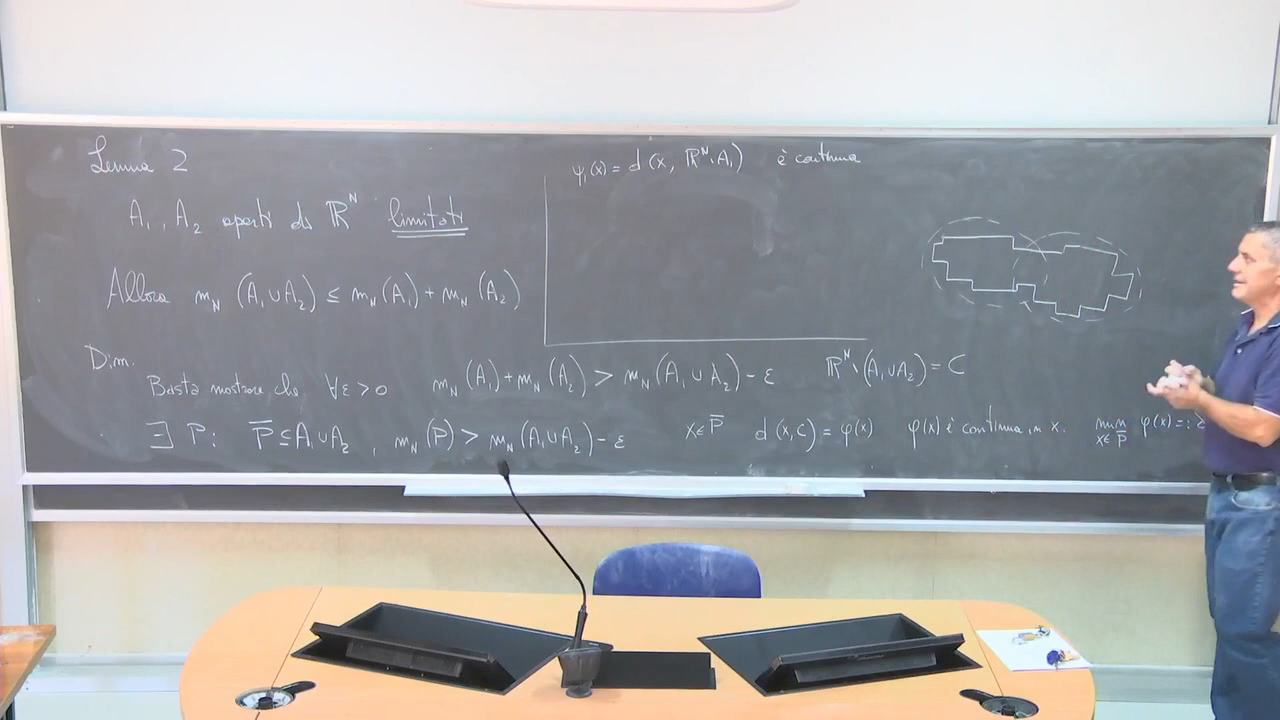 Lemma 2
A₁, A₂ aperti di ℝᴺ limitati
Allora m_N (A₁∪A₂) ≤ m_N(A₁) + m_N(A₂)
Dim.
Basta mostrare che ∀ε>0 m_N(A₁)+m_N(A₂) > m_N(A₁∪A₂)-ε
∃ P: P̅⊆A₁∪A₂, m_N(P) > m_N(A₁∪A₂)-ε
φ₁(x) = d(x, ℝᴺ∖A₁) è continua
ℝᴺ∖(A₁∪A₂) = C
x∈P̅ d(x,C) = φ(x) φ(x) è continua in x. min x∈P̅ φ(x) =: